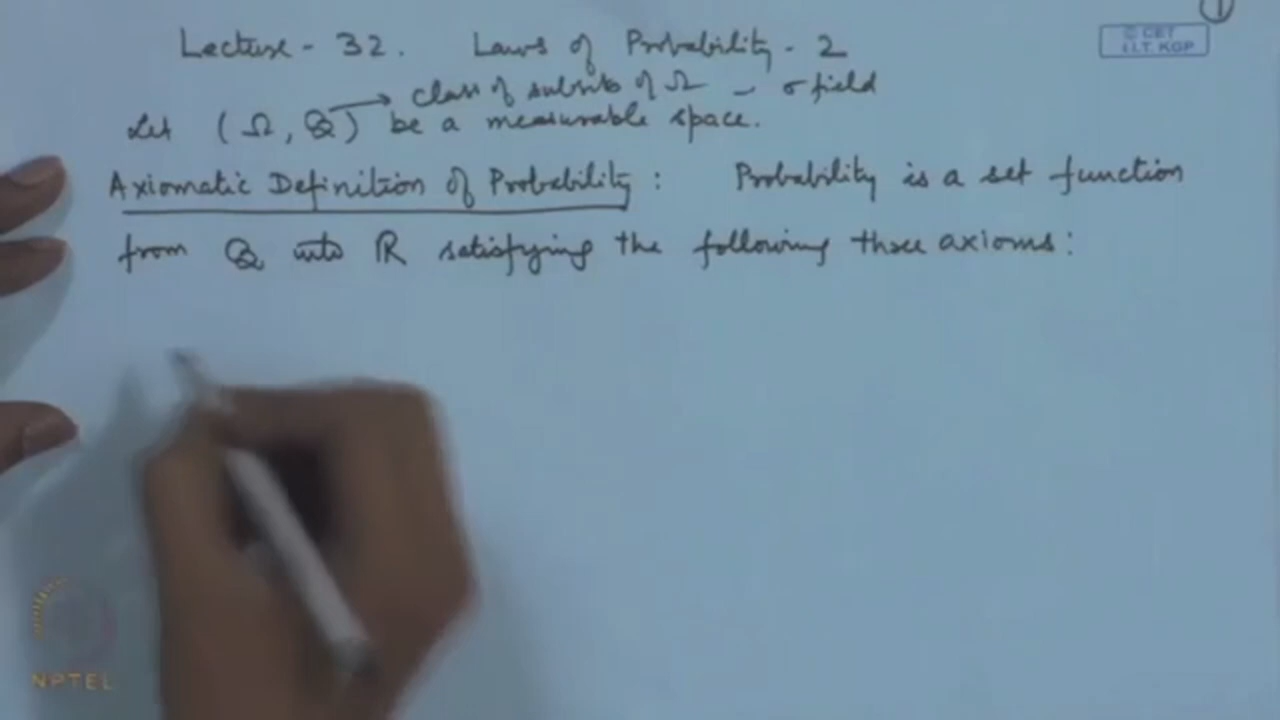 1
© CET
I.I.T. KGP
Lecture - 32. Laws of Probability - 2
class of subsets of Ω – σ field
Let (Ω, Q) be a measurable space.
Axiomatic Definition of Probability : Probability is a set function
from Q into ℝ satisfying the following three axioms :
NPTEL